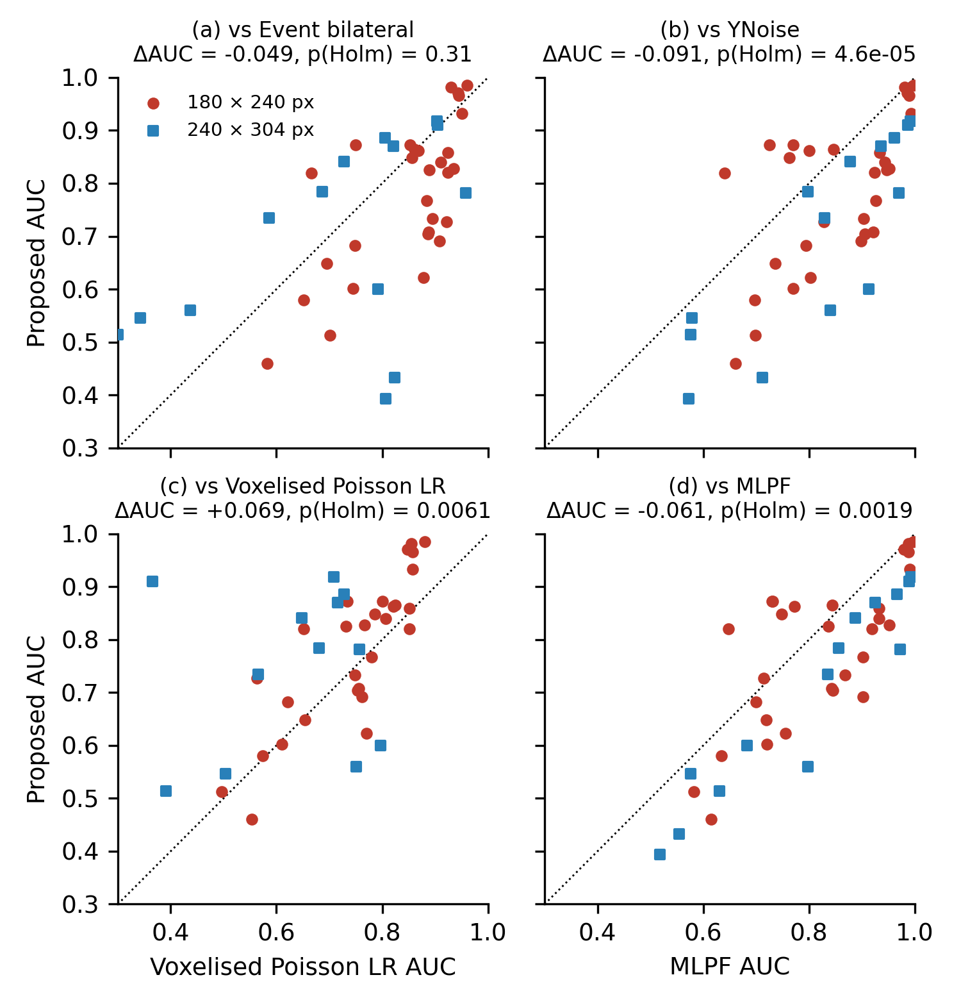 (a) vs Event bilateral
ΔAUC = -0.049, p(Holm) = 0.31
(b) vs YNoise
ΔAUC = -0.091, p(Holm) = 4.6e-05
1.0
0.9
0.8
0.7
0.6
0.5
0.4
0.3
Proposed AUC
180 × 240 px
240 × 304 px
(c) vs Voxelised Poisson LR
ΔAUC = +0.069, p(Holm) = 0.0061
(d) vs MLPF
ΔAUC = -0.061, p(Holm) = 0.0019
1.0
0.9
0.8
0.7
0.6
0.5
0.4
0.3
Proposed AUC
0.4 0.6 0.8 1.0
Voxelised Poisson LR AUC
0.4 0.6 0.8 1.0
MLPF AUC